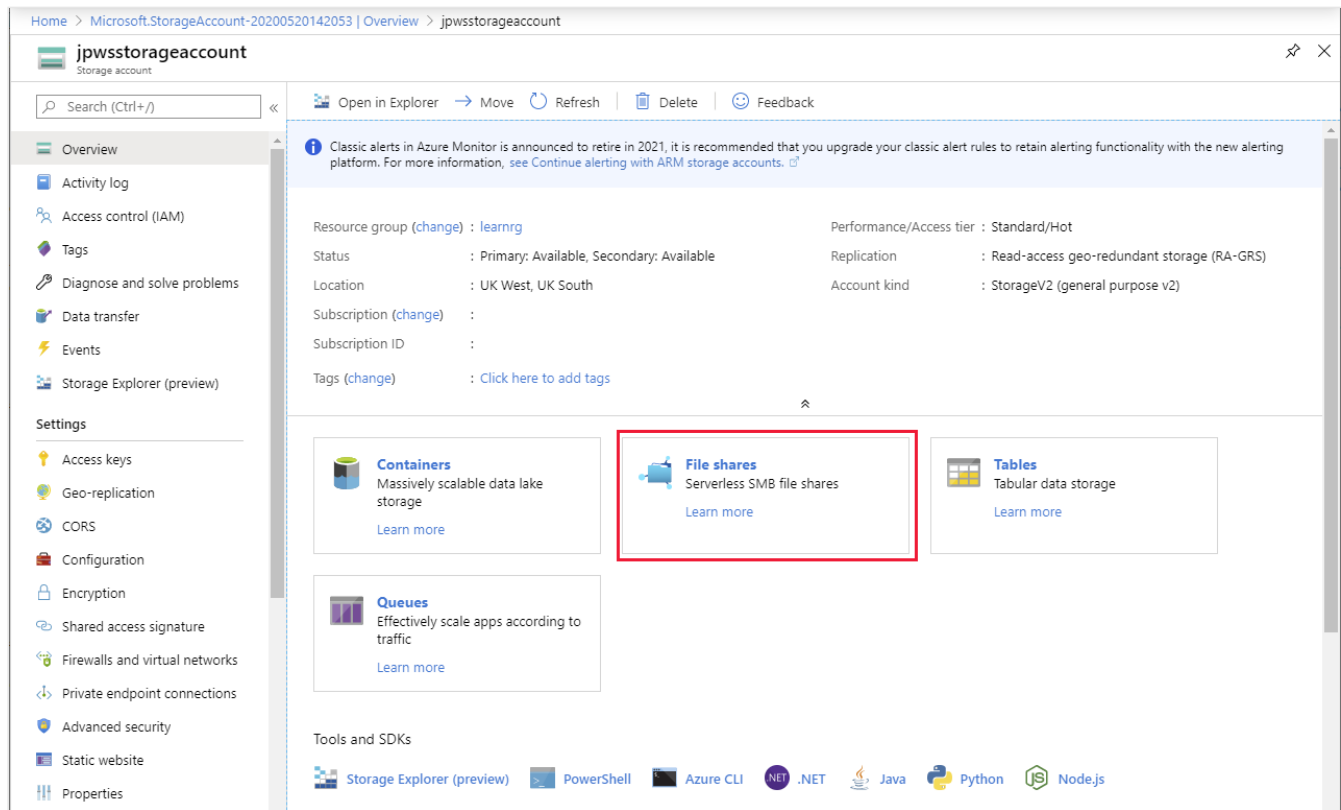 Home > Microsoft.StorageAccount-20200520142053 | Overview > jpwsstorageaccount
jpwsstorageaccount
Storage account
Search (Ctrl+/)
«
Overview
Activity log
Access control (IAM)
Tags
Diagnose and solve problems
Data transfer
Events
Storage Explorer (preview)
Settings
Access keys
Geo-replication
CORS
Configuration
Encryption
Shared access signature
Firewalls and virtual networks
Private endpoint connections
Advanced security
Static website
Properties
Open in Explorer Move Refresh Delete Feedback
Classic alerts in Azure Monitor is announced to retire in 2021, it is recommended that you upgrade your classic alert rules to retain alerting functionality with the new alerting
platform. For more information, see Continue alerting with ARM storage accounts.
Resource group (change) : learnrg
Status : Primary: Available, Secondary: Available
Location : UK West, UK South
Subscription (change) :
Subscription ID :
Tags (change) : Click here to add tags
Performance/Access tier : Standard/Hot
Replication : Read-access geo-redundant storage (RA-GRS)
Account kind : StorageV2 (general purpose v2)
Containers
Massively scalable data lake
storage
Learn more
File shares
Serverless SMB file shares
Learn more
Tables
Tabular data storage
Learn more
Queues
Effectively scale apps according to
traffic
Learn more
Tools and SDKs
Storage Explorer (preview) PowerShell Azure CLI NET .NET Java Python JS Node.js